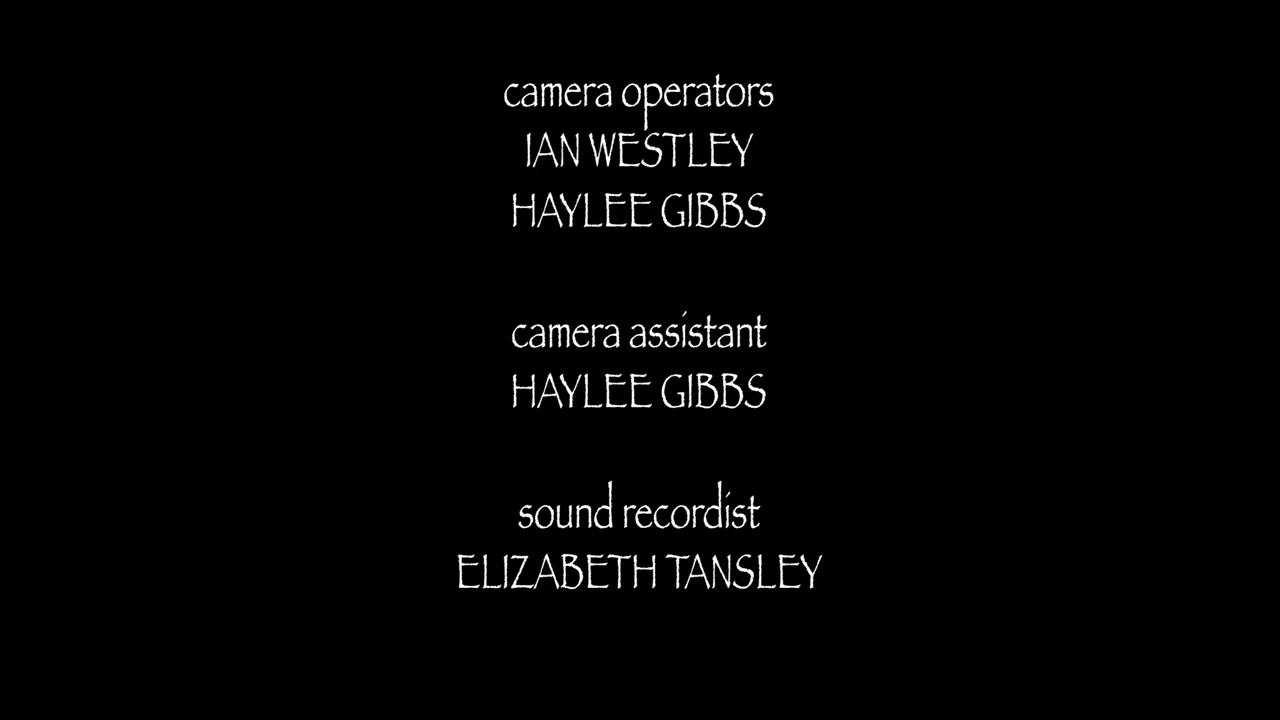 camera operators
IAN WESTLEY
HAYLEE GIBBS
camera assistant
HAYLEE GIBBS
sound recordist
ELIZABETH TANSLEY